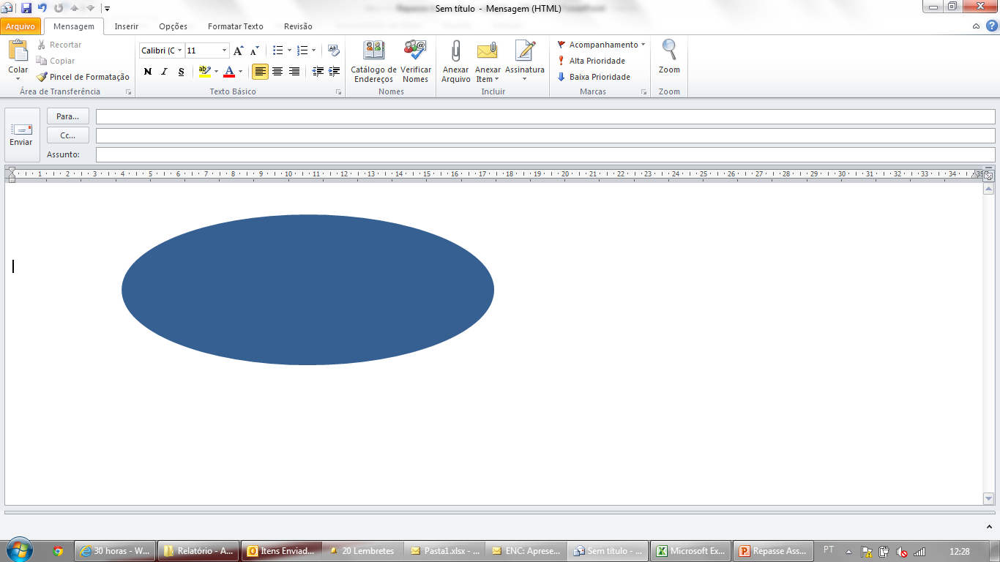 Sem título - Mensagem (HTML)
Arquivo Mensagem Inserir Opções Formatar Texto Revisão
Colar
Recortar
Copiar
Pincel de Formatação
Área de Transferência
Calibri (C 11
N I S
Texto Básico
Catálogo de Endereços
Verificar Nomes
Nomes
Anexar Arquivo
Anexar Item
Assinatura
Incluir
Acompanhamento
Alta Prioridade
Baixa Prioridade
Marcas
Zoom
Zoom
Enviar
Para...
Cc...
Assunto:
1 2 3 4 5 6 7 8 9 10 11 12 13 14 15 16 17 18 19 20 21 22 23 24 25 26 27 28 29 30 31 32 33 34 35
30 horas - W... Relatório - A... Itens Enviad... 20 Lembretes Pasta1.xlsx - ... ENC: Aprese... Sem título - ... Microsoft Ex... Repasse Ass... PT 12:28